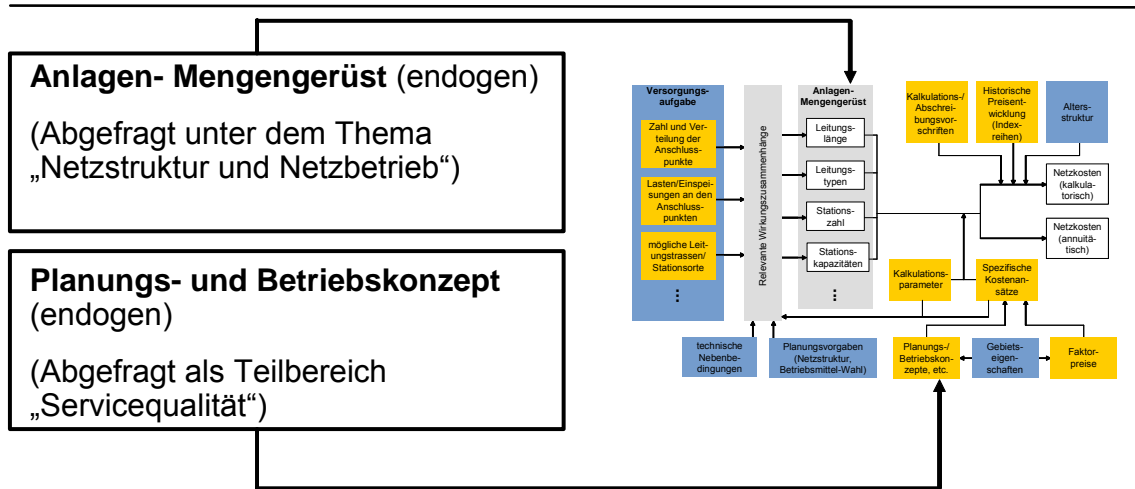 Anlagen- Mengengerüst (endogen)
(Abgefragt unter dem Thema
„Netzstruktur und Netzbetrieb“)
Planungs- und Betriebskonzept
(endogen)
(Abgefragt als Teilbereich
„Servicequalität“)
Versorgungs-
aufgabe
Zahl und Ver-
teilung der
Anschluss-
punkte
Lasten/Einspei-
sungen an den
Anschluss-
punkten
mögliche Lei-
tungstrassen/
Stationsorte
...
Relevante Wirkungszusammenhänge
Anlagen-
Mengengerüst
Leitungs-
länge
Leitungs-
typen
Stations-
zahl
Stations-
kapazitäten
...
Kalkulations-/
Abschrei-
bungsvor-
schriften
Historische
Preisent-
wicklung
(Index-
reihen)
Alters-
struktur
Netzkosten
(kalkula-
torisch)
Netzkosten
(annuitä-
tisch)
Kalkulations-
parameter
Spezifische
Kostenan-
sätze
technische
Nebenbe-
dingungen
Planungsvorgaben
(Netzstruktur,
Betriebsmittel-Wahl)
Planungs-/
Betriebskon-
zepte, etc.
Gebiets-
eigen-
schaften
Faktor-
preise